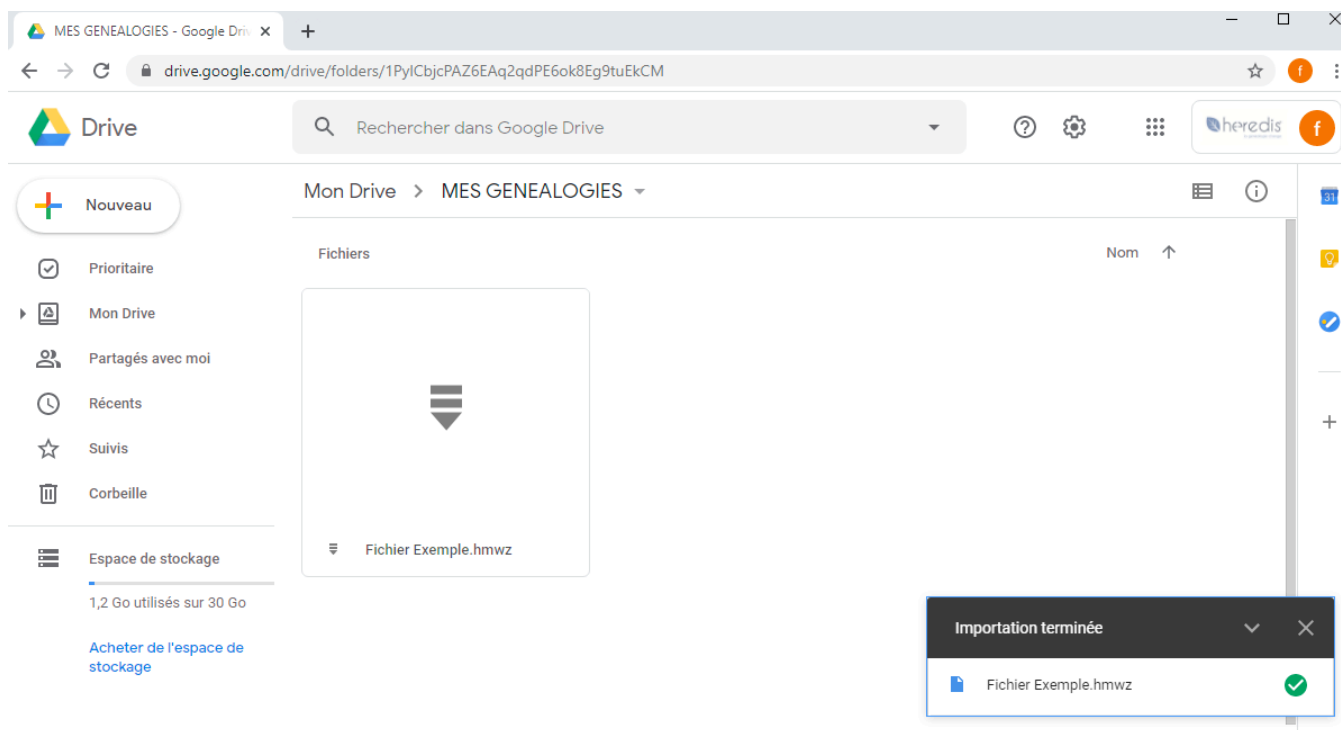 MES GENEALOGIES - Google Driv
drive.google.com/drive/folders/1PylCbjcPAZ6EAq2qdPE6ok8Eg9tuEkCM
f
Drive
Rechercher dans Google Drive
heredis
f
Nouveau
Mon Drive > MES GENEALOGIES
31
Fichiers
Nom
Prioritaire
Mon Drive
Partagés avec moi
Récents
Suivis
Corbeille
Fichier Exemple.hmwz
Espace de stockage
1,2 Go utilisés sur 30 Go
Acheter de l'espace de
stockage
Importation terminée
Fichier Exemple.hmwz